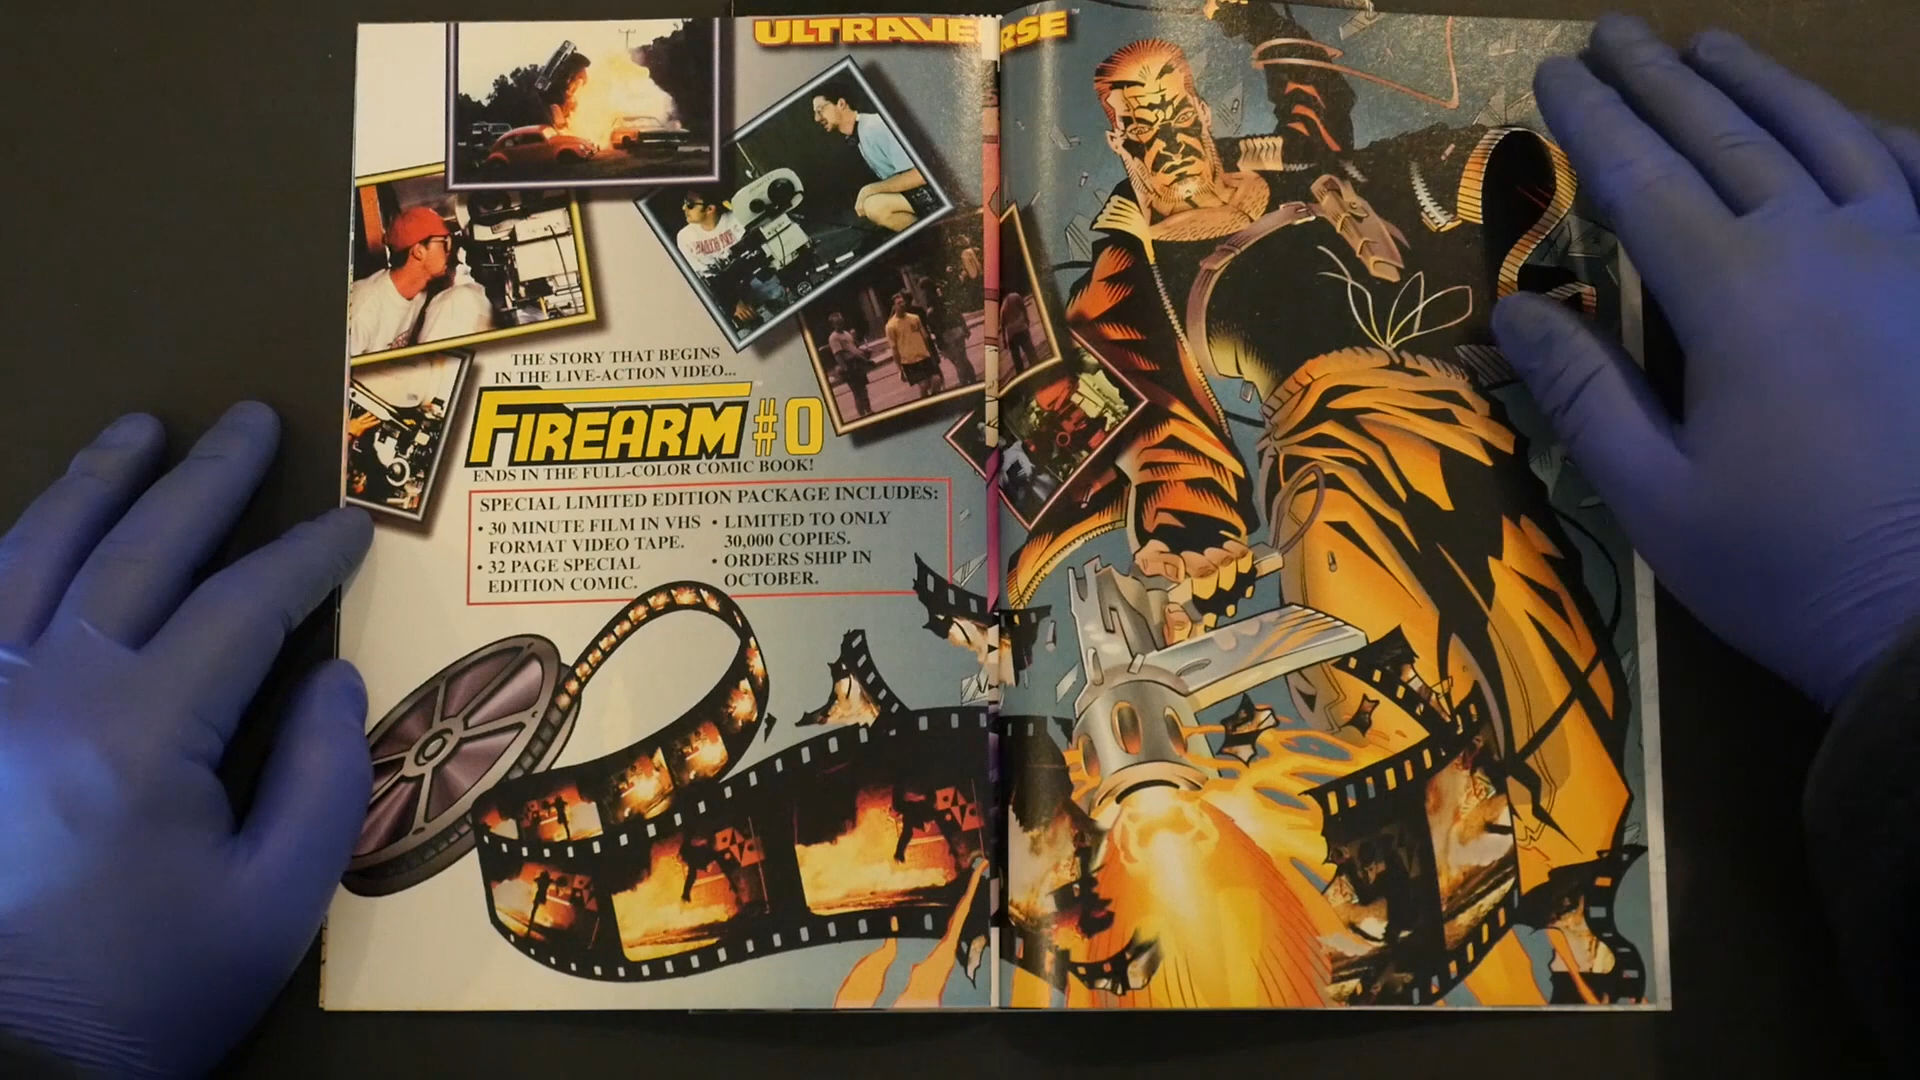 ULTRAVERSE
THE STORY THAT BEGINS
IN THE LIVE-ACTION VIDEO...
FIREARM #0
ENDS IN THE FULL-COLOR COMIC BOOK!
SPECIAL LIMITED EDITION PACKAGE INCLUDES:
• 30 MINUTE FILM IN VHS
FORMAT VIDEO TAPE.
• 32 PAGE SPECIAL
EDITION COMIC.
• LIMITED TO ONLY
30,000 COPIES.
• ORDERS SHIP IN
OCTOBER.